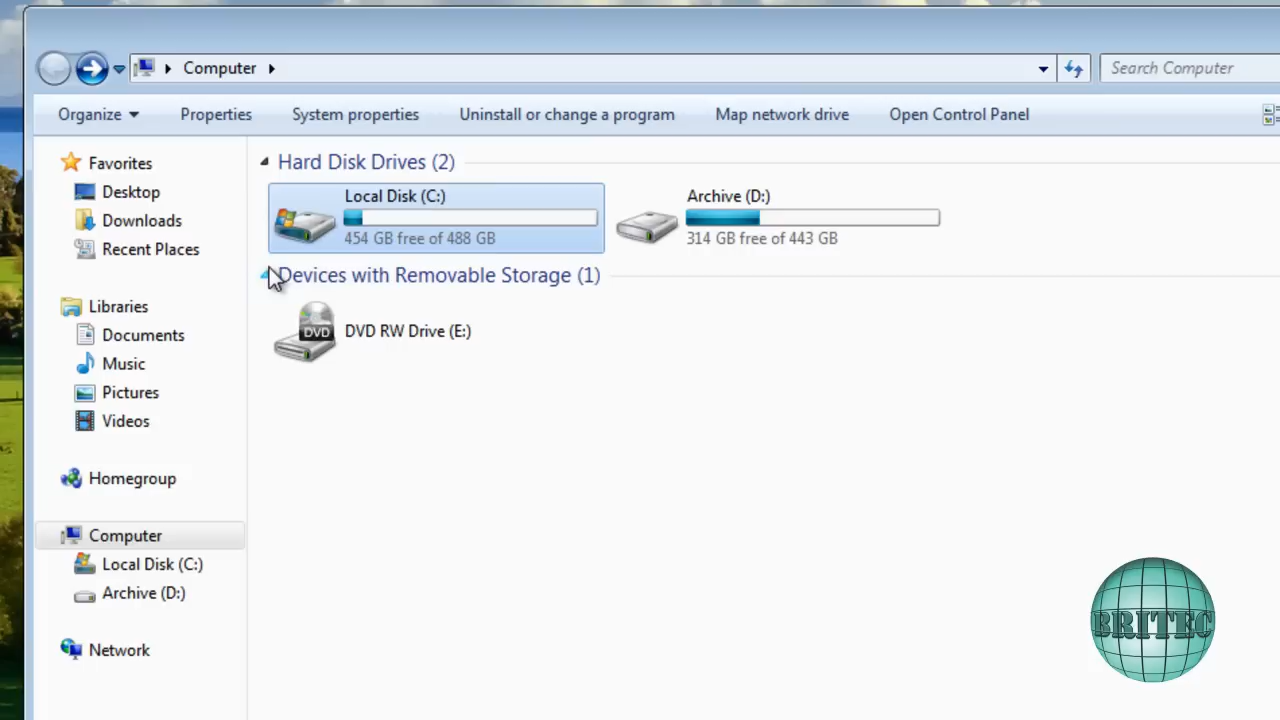 Computer
Search Computer
Organize
Properties
System properties
Uninstall or change a program
Map network drive
Open Control Panel
Favorites
Desktop
Downloads
Recent Places
Libraries
Documents
Music
Pictures
Videos
Homegroup
Computer
Local Disk (C:)
Archive (D:)
Network
Hard Disk Drives (2)
Local Disk (C:)
454 GB free of 488 GB
Archive (D:)
314 GB free of 443 GB
Devices with Removable Storage (1)
DVD
DVD RW Drive (E:)
BRITEC